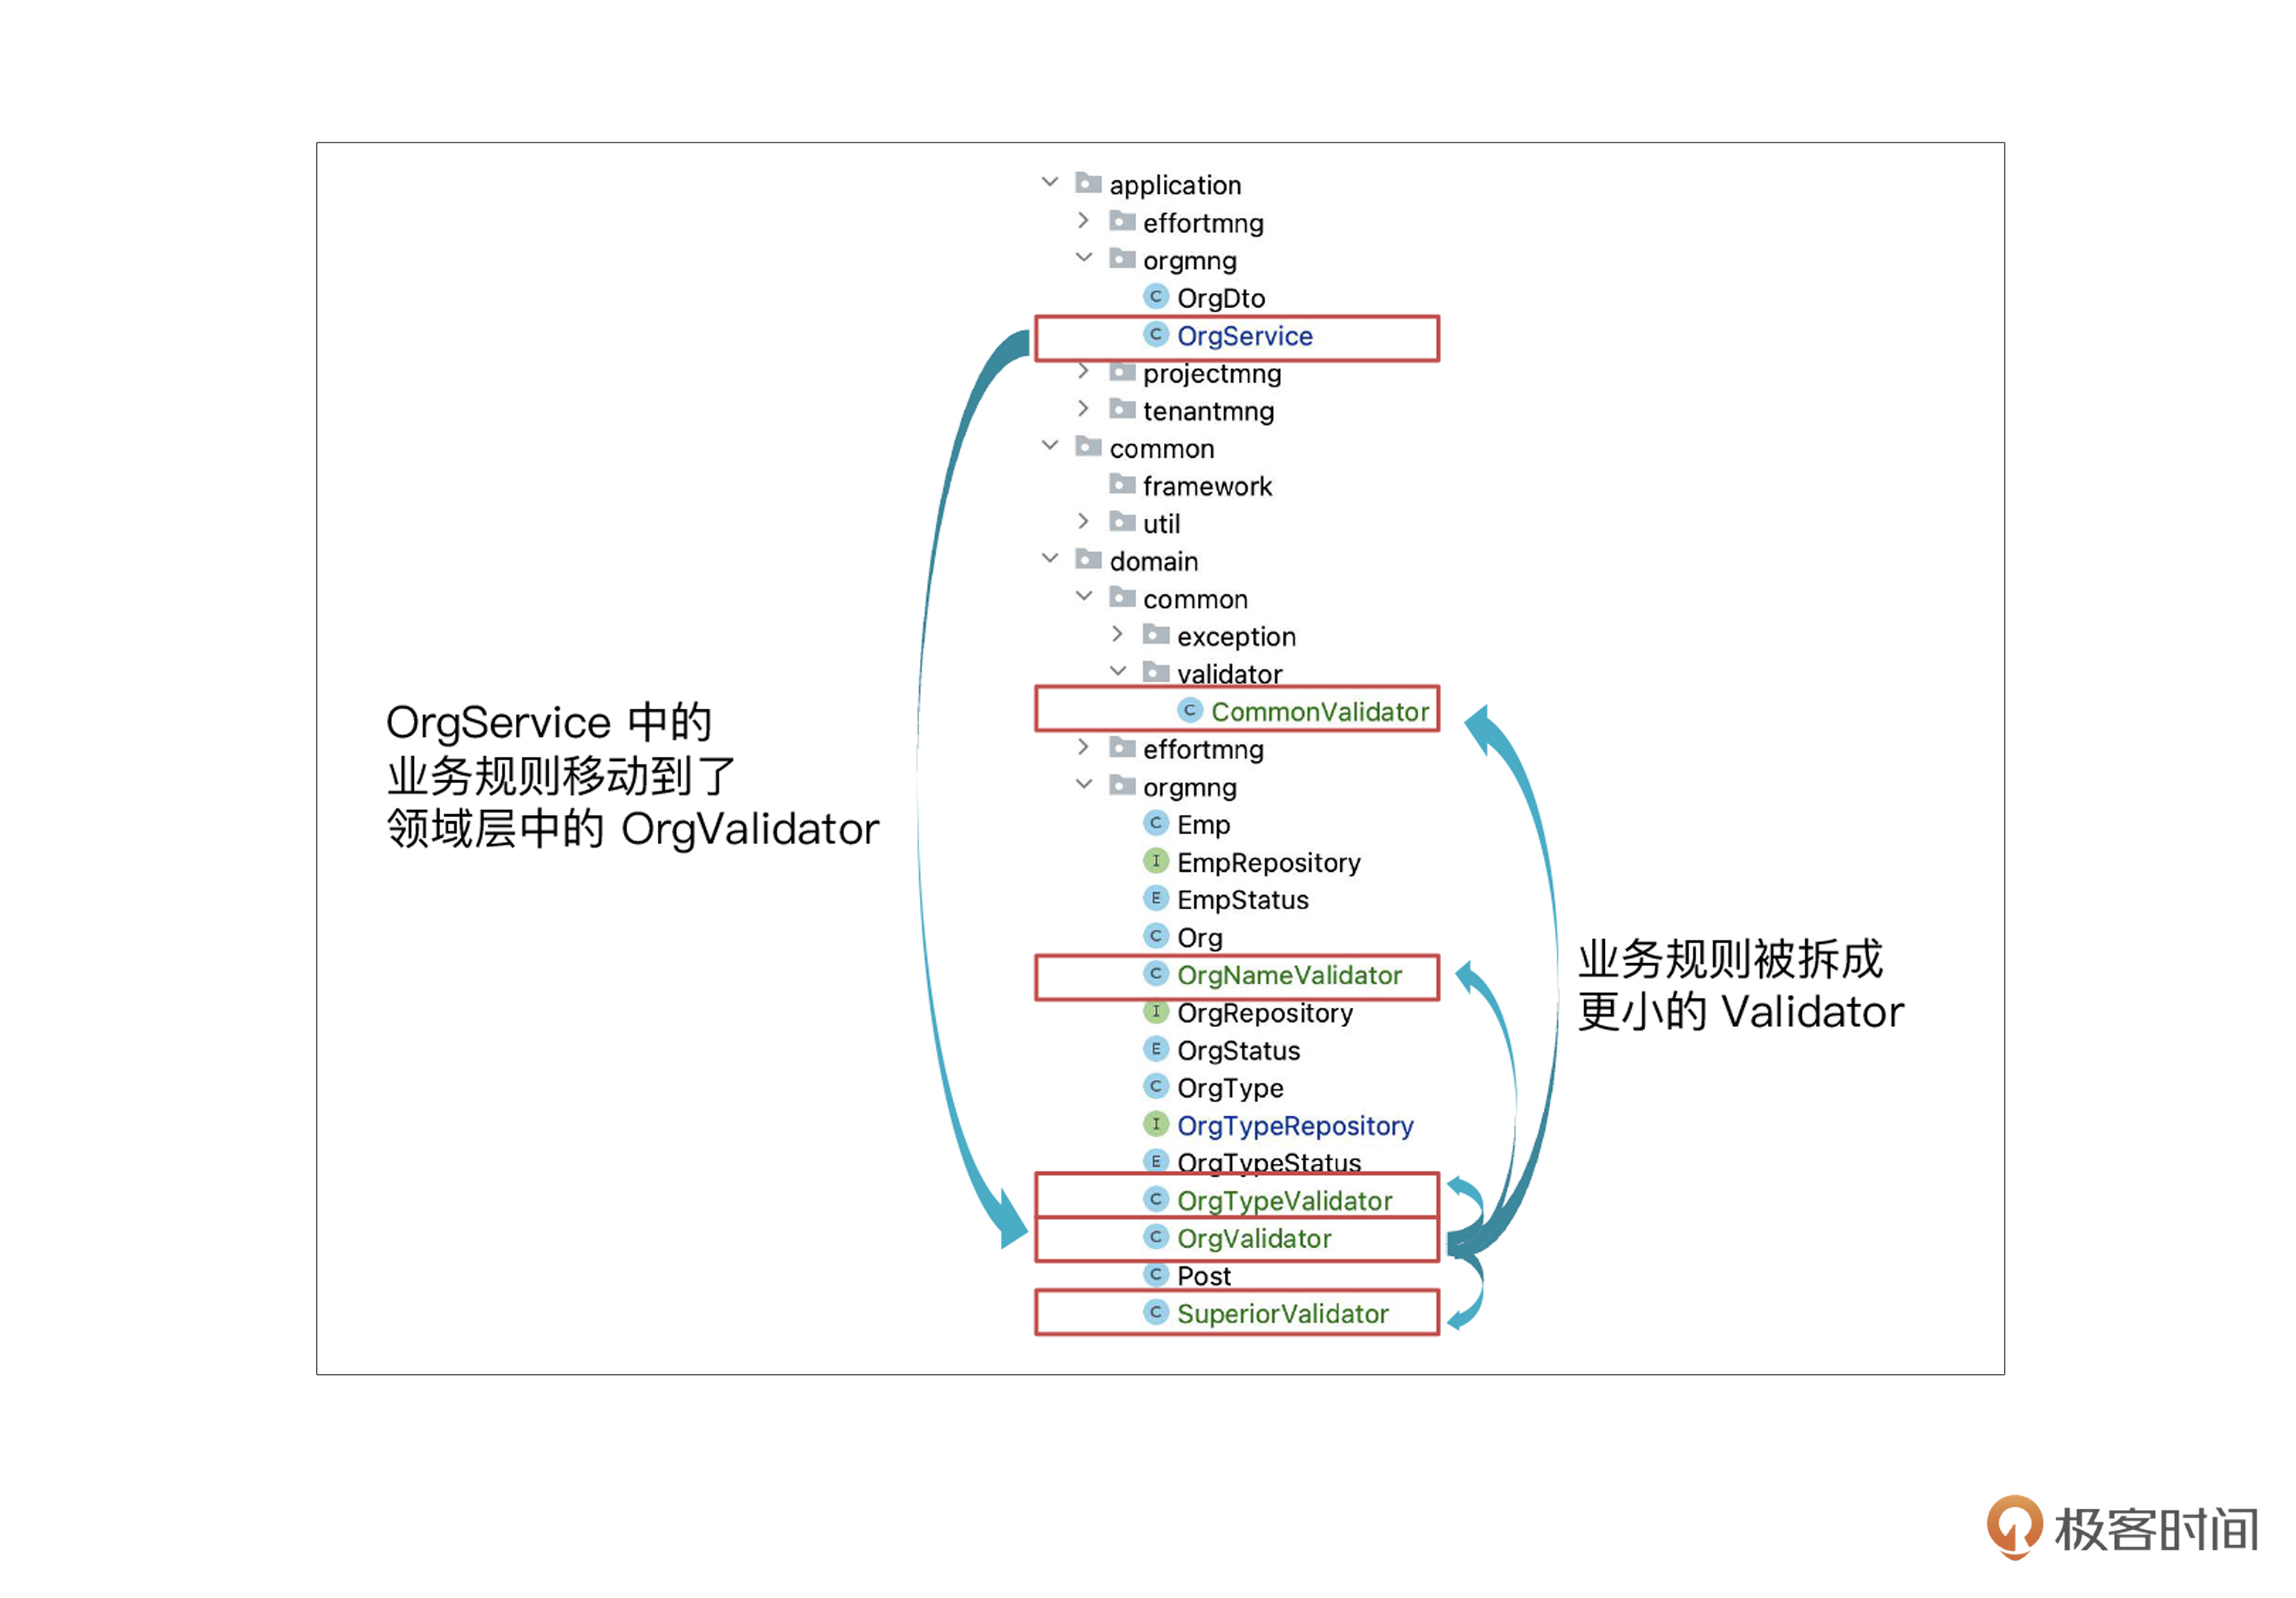 application
effortmng
orgmng
OrgDto
OrgService
projectmng
tenantmng
common
framework
util
domain
common
exception
validator
CommonValidator
effortmng
orgmng
Emp
EmpRepository
EmpStatus
Org
OrgNameValidator
OrgRepository
OrgStatus
OrgType
OrgTypeRepository
OrgTypeStatus
OrgTypeValidator
OrgValidator
Post
SuperiorValidator
OrgService 中的
业务规则移动到了
领域层中的 OrgValidator
业务规则被拆成
更小的 Validator
极客时间